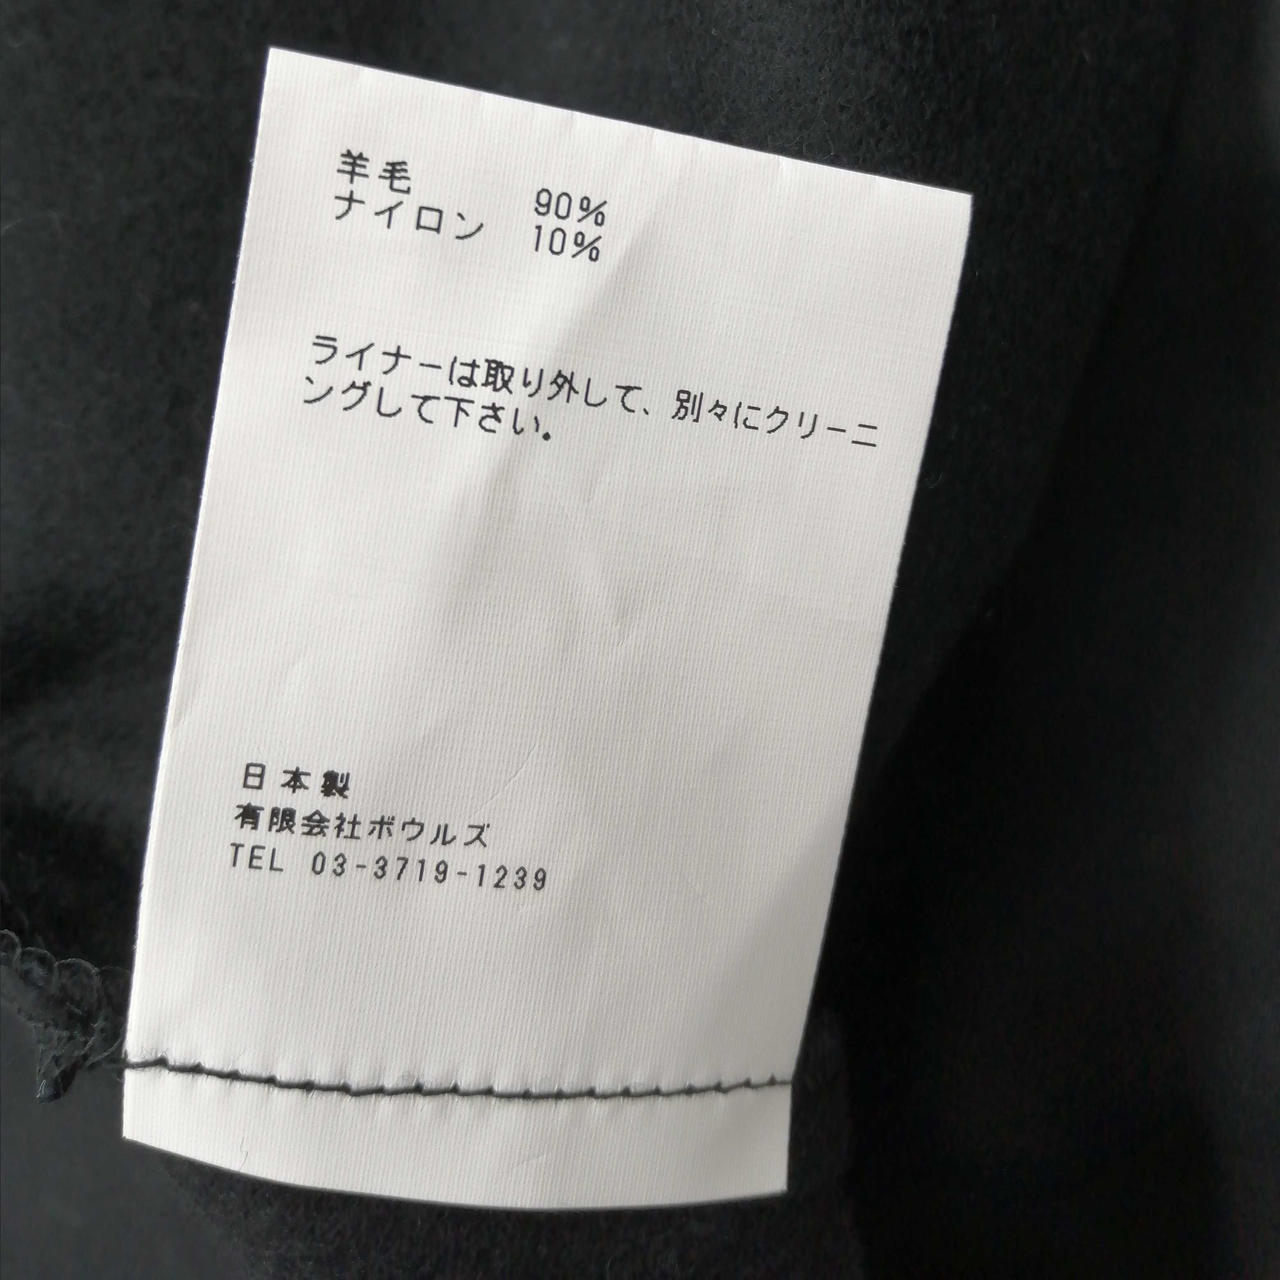 羊毛 90%
ナイロン 10%
ライナーは取り外して、別々にクリーニ
ングして下さい。
日本製
有限会社ボウルズ
TEL 03-3719-1239